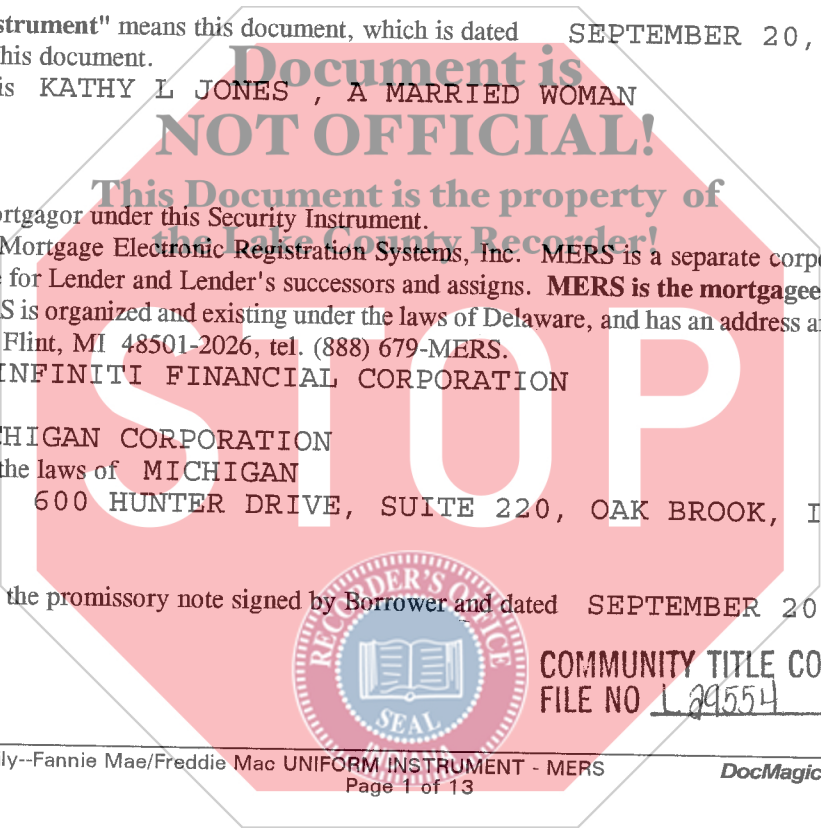 strument" means this document, which is dated SEPTEMBER 20,
his document.
is KATHY L JONES , A MARRIED WOMAN
Document is
NOT OFFICIAL!
This Document is the property of
the Lake County Recorder!
ortgagor under this Security Instrument.
Mortgage Electronic Registration Systems, Inc. MERS is a separate corpo
for Lender and Lender's successors and assigns. MERS is the mortgagee
S is organized and existing under the laws of Delaware, and has an address a
Flint, MI 48501-2026, tel. (888) 679-MERS.
INFINITI FINANCIAL CORPORATION
STOP
CHIGAN CORPORATION
the laws of MICHIGAN
600 HUNTER DRIVE, SUITE 220, OAK BROOK, I
the promissory note signed by Borrower and dated SEPTEMBER 20
RECORDER'S OFFICE
SEAL
INDIANA
COMMUNITY TITLE CO
FILE NO L 29554
ly--Fannie Mae/Freddie Mac UNIFORM INSTRUMENT - MERS
DocMagic
Page 1 of 13